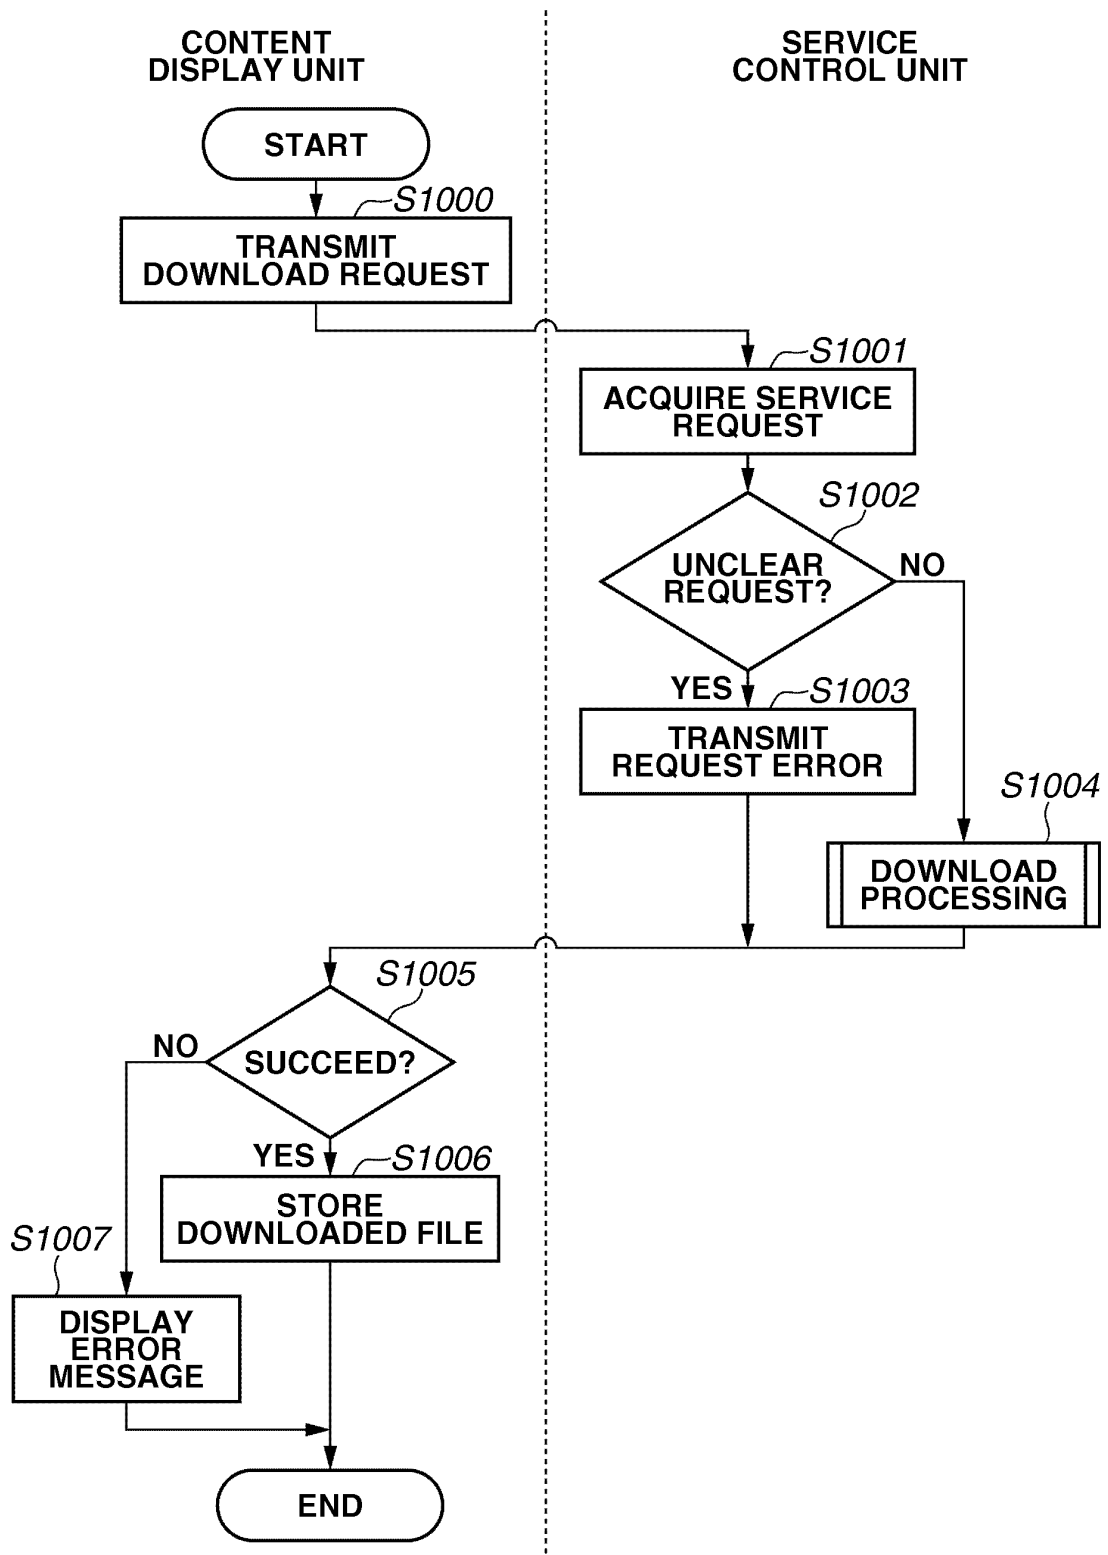 CONTENT
DISPLAY UNIT
SERVICE
CONTROL UNIT
START
S1000
TRANSMIT
DOWNLOAD REQUEST
S1001
ACQUIRE SERVICE
REQUEST
S1002
UNCLEAR
REQUEST?
NO
YES
S1003
TRANSMIT
REQUEST ERROR
S1004
DOWNLOAD
PROCESSING
S1005
SUCCEED?
NO
YES
S1006
STORE
DOWNLOADED FILE
S1007
DISPLAY
ERROR
MESSAGE
END